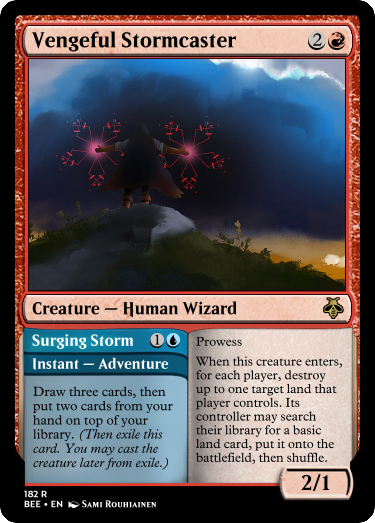 Vengeful Stormcaster 2
Creature — Human Wizard
Surging Storm 1
Instant — Adventure
Draw three cards, then
put two cards from your
hand on top of your
library. (Then exile this
card. You may cast the
creature later from exile.)
Prowess
When this creature enters,
for each player, destroy
up to one target land that
player controls. Its
controller may search
their library for a basic
land card, put it onto the
battlefield, then shuffle.
2/1
182 R
BEE • EN Sami Rouhiainen